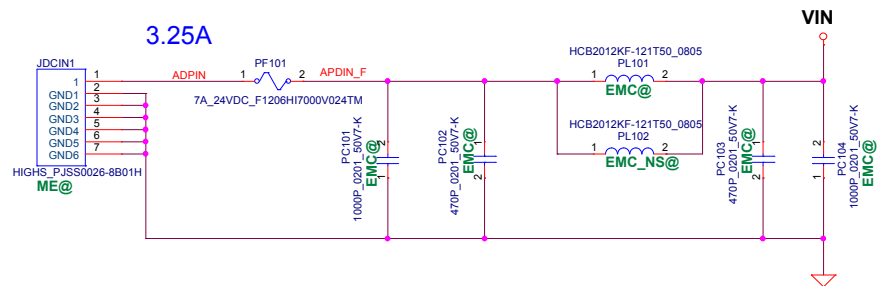 VIN
3.25A
HCB2012KF-121T50_0805
JDCIN1
PF101
PL101
1
ADPIN
1
2
APDIN_F
1
2
1
EMC@
2
GND1
3
GND2
7A_24VDC_F1206HI7000V024TM
4
GND3
5
GND4
6
GND5
7
GND6
HCB2012KF-121T50_0805
PL102
1
2
EMC_NS@
HIGHS_PJSS0026-8B01H
ME@
PC101
1000P_0201_50V7-K
EMC@
2
1
PC102
470P_0201_50V7-K
EMC@
1
2
PC103
470P_0201_50V7-K
EMC@
1
2
PC104
1000P_0201_50V7-K
EMC@
2
1